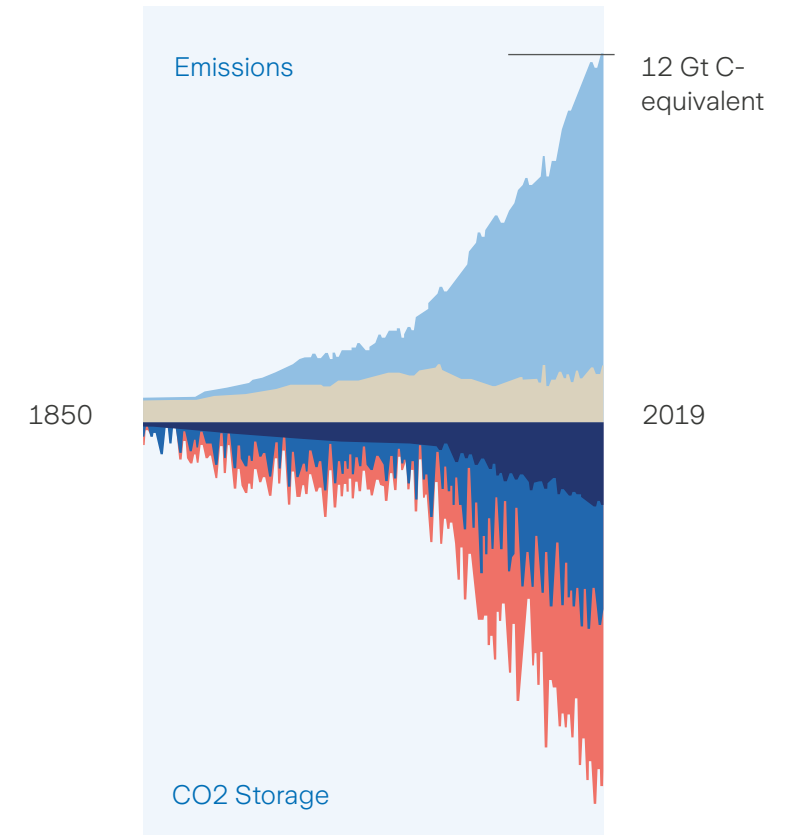 Emissions
12 Gt C-
equivalent
1850
2019
CO2 Storage